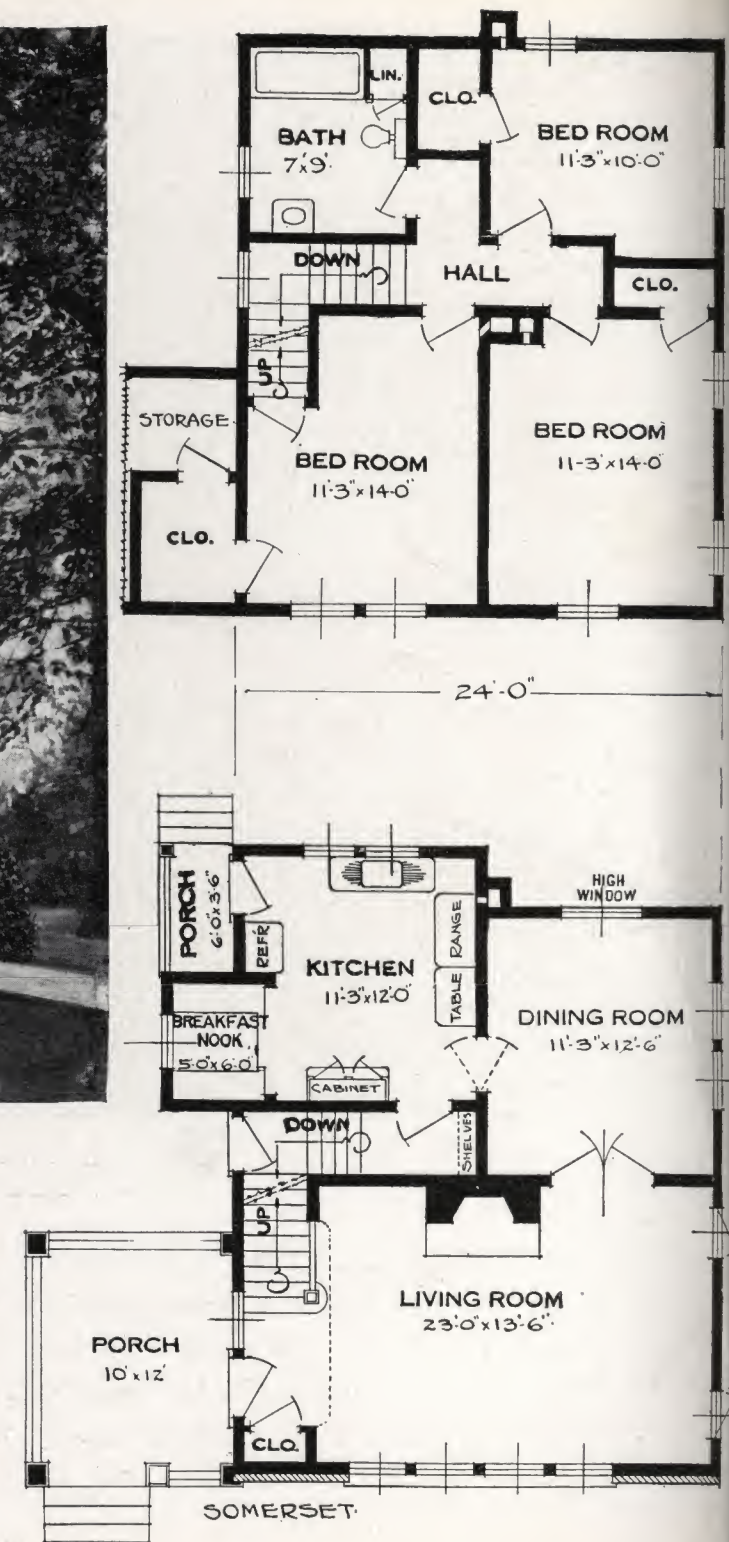 LIN.
CLO.
BATH
7'x9'
BED ROOM
11'-3"x10'-0"
DOWN
HALL
CLO.
UP
STORAGE
BED ROOM
11'-3"x14'-0"
BED ROOM
11'-3"x14'-0"
CLO.
24'-0"
PORCH
6'-0"x3'-6"
REFR
KITCHEN
11'-3"x12'-0"
RANGE
TABLE
HIGH
WINDOW
DINING ROOM
11'-3"x12'-6"
BREAKFAST
NOOK
5'-0"x6'-0"
CABINET
DOWN
SHELVES
UP
LIVING ROOM
23'-0"x13'-6"
PORCH
10'x12'
CLO.
SOMERSET